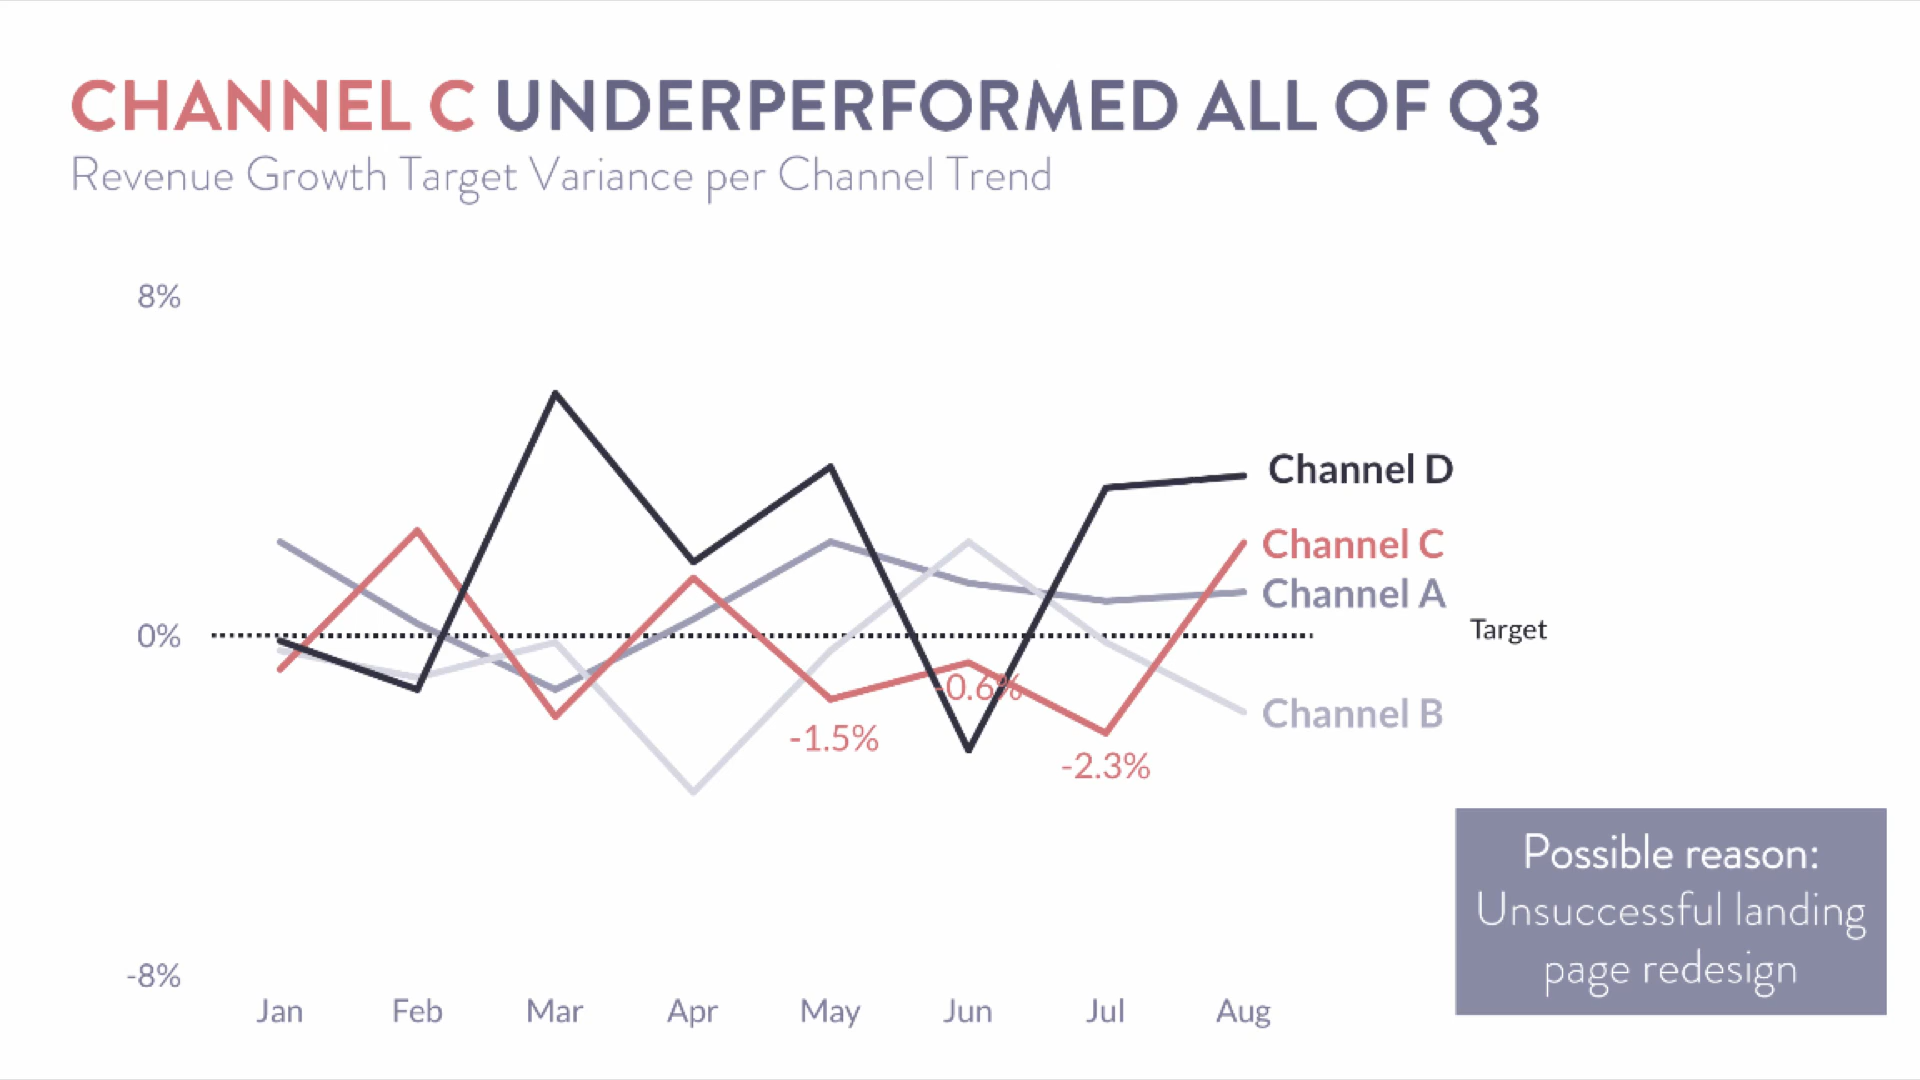 CHANNEL C UNDERPERFORMED ALL OF Q3
Revenue Growth Target Variance per Channel Trend
8%
Channel D
Channel C
Channel A
0%
Target
-0.6%
Channel B
-1.5%
-2.3%
Possible reason:
Unsuccessful landing
page redesign
-8%
Jan Feb Mar Apr May Jun Jul Aug